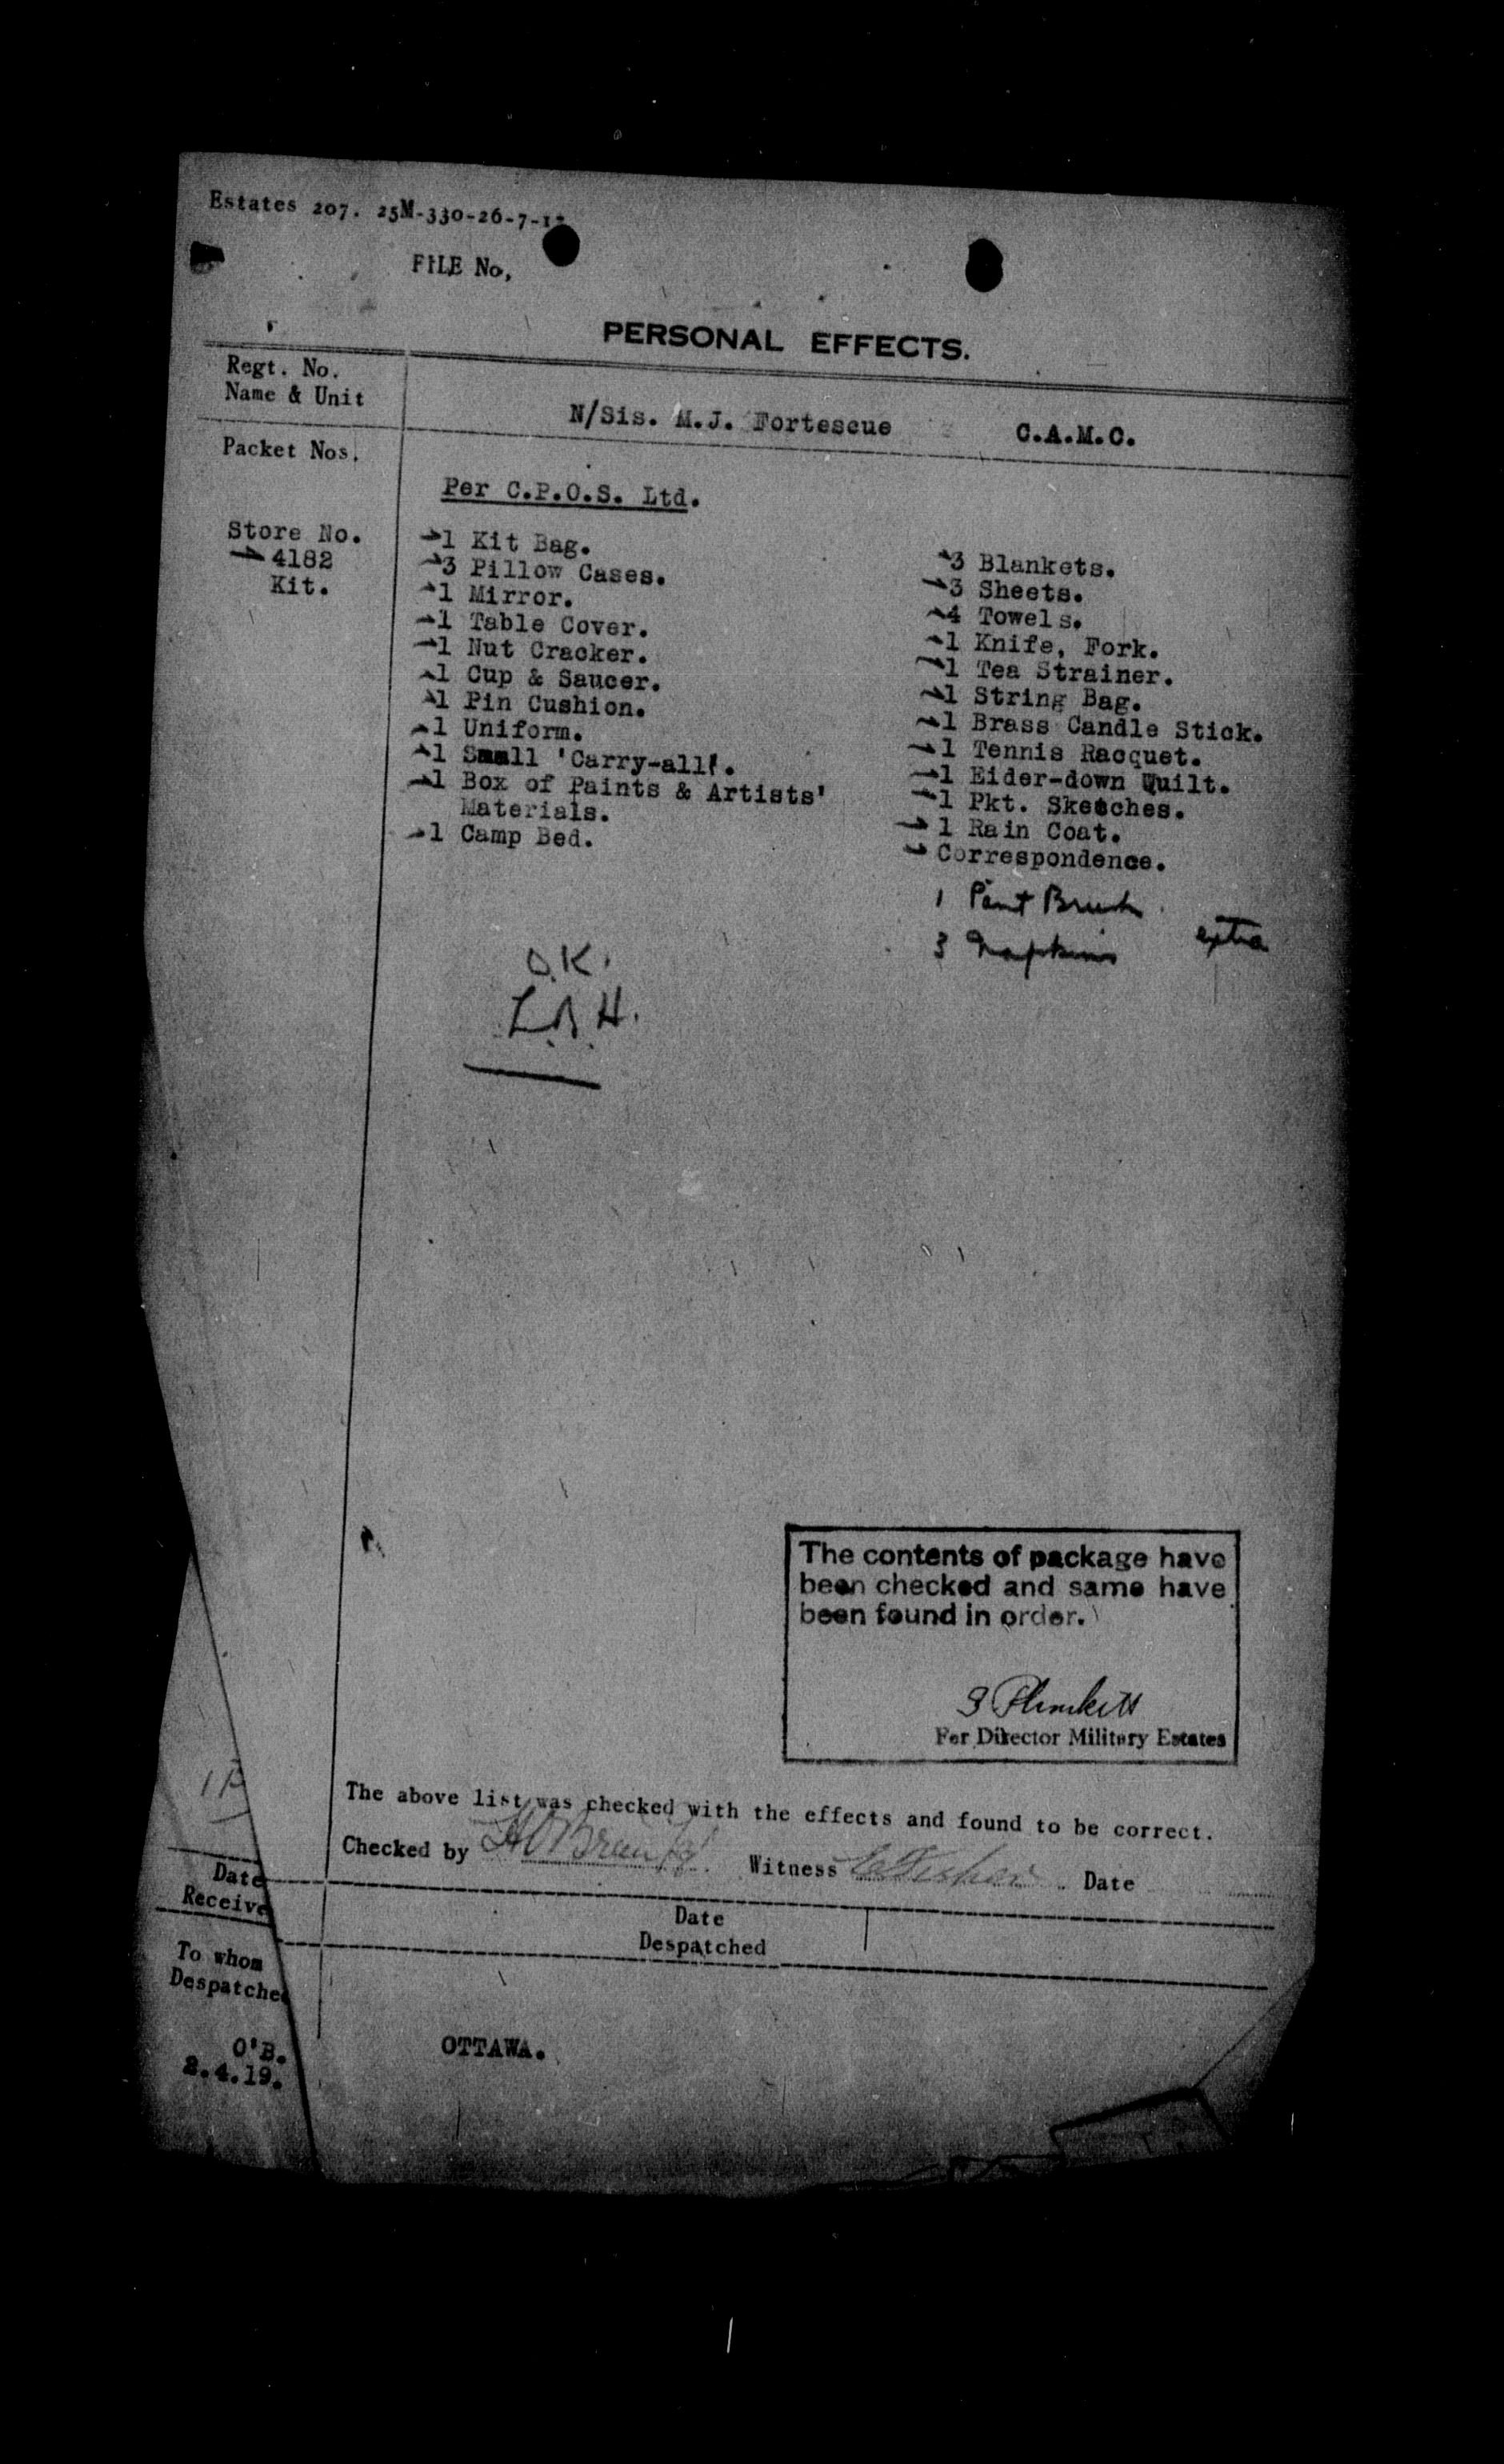 Estates 207. 25M-330-26-7-17
FILE No.
PERSONAL EFFECTS.
Regt. No.
Name & Unit
N/Sis. M.J. Fortescue C.A.M.C.
Packet Nos.
Per C.P.O.S. Ltd.
Store No.
4182
Kit.
1 Kit Bag.
3 Pillow Cases.
1 Mirror.
1 Table Cover.
1 Nut Cracker.
1 Cup & Saucer.
1 Pin Cushion.
1 Uniform.
1 Small 'Carry-all'.
1 Box of Paints & Artists'
Materials.
1 Camp Bed.
3 Blankets.
3 Sheets.
4 Towels.
1 Knife, Fork.
1 Tea Strainer.
1 String Bag.
1 Brass Candle Stick.
1 Tennis Racquet.
1 Eider-down Quilt.
1 Pkt. Sketches.
1 Rain Coat.
Correspondence.
1 Paint Brush
3 Napkins extra
O.K.
L.B.H.
The contents of package have
been checked and same have
been found in order.
Plunkett
For Director Military Estates
The above list was checked with the effects and found to be correct.
Checked by Witness Date
Date
Receive
Date
Despatched
To whom
Despatched
O'B.
2.4.19.
OTTAWA.